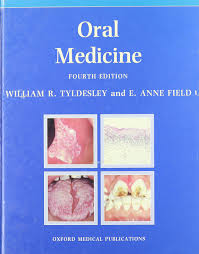 Oral
Medicine
FOURTH EDITION
WILLIAM R. TYLDESLEY and E. ANNE FIELD
OXFORD MEDICAL PUBLICATIONS